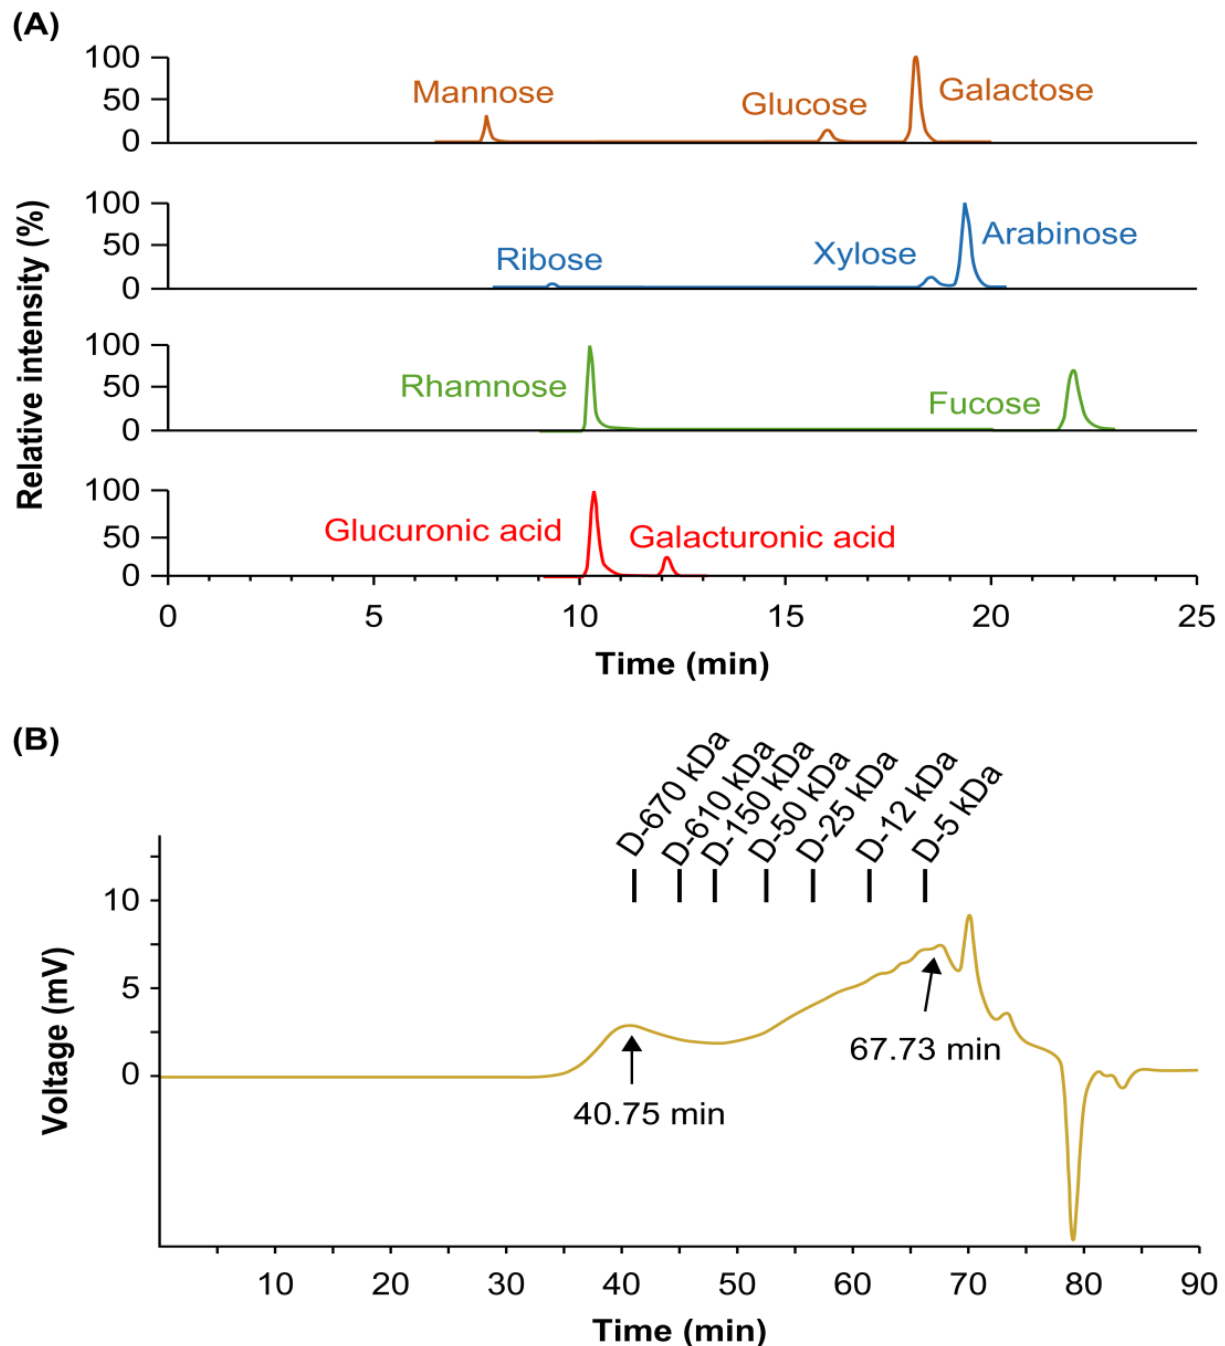 (A)
Relative intensity (%)
100
50
0
Mannose
Glucose
Galactose
100
50
0
Ribose
Xylose
Arabinose
100
50
0
Rhamnose
Fucose
100
50
0
Glucuronic acid
Galacturonic acid
0 5 10 15 20 25
Time (min)
(B)
D-670 kDa
D-610 kDa
D-150 kDa
D-50 kDa
D-25 kDa
D-12 kDa
D-5 kDa
Voltage (mV)
10
5
0
40.75 min
67.73 min
10 20 30 40 50 60 70 80 90
Time (min)